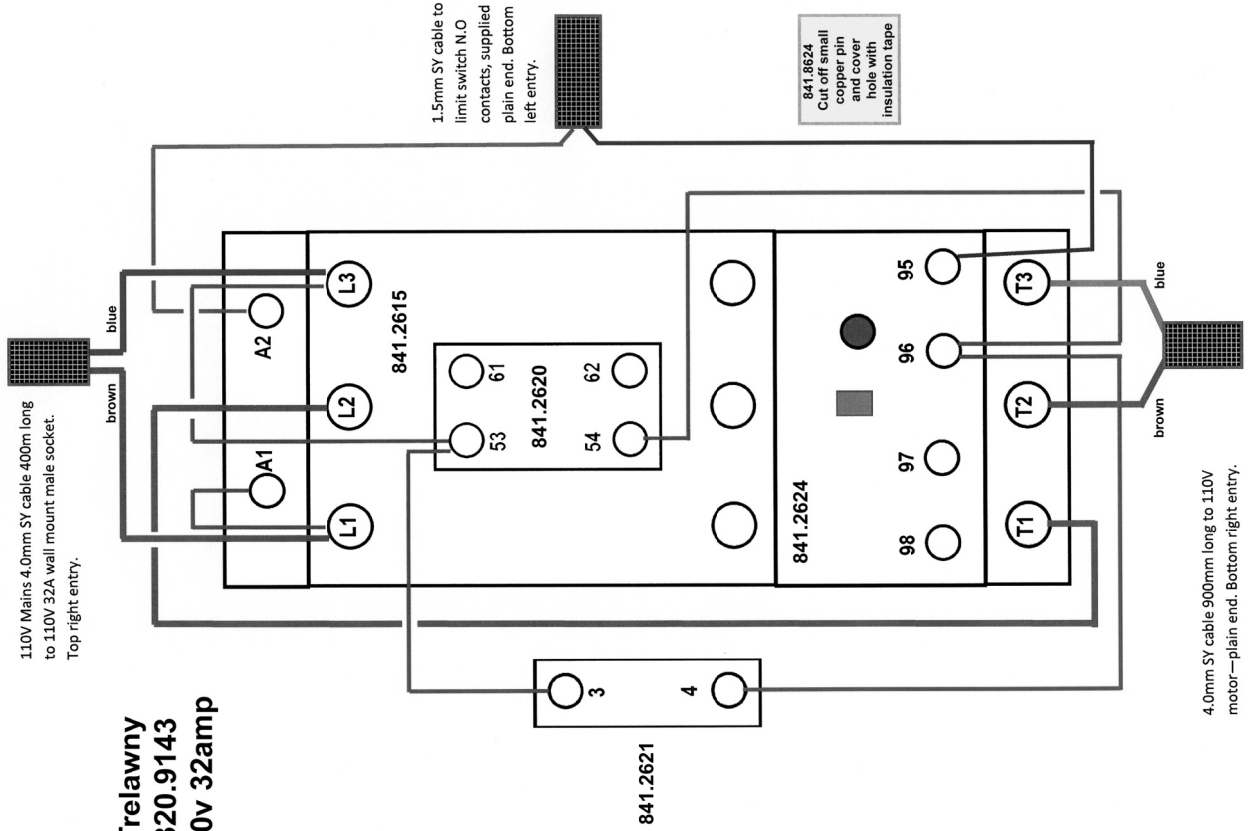 110V Mains 4.0mm SY cable 400m long
to 110V 32A wall mount male socket.
Top right entry.
brown
blue
1.5mm SY cable to
limit switch N.O
contacts, supplied
plain end. Bottom
left entry.
841.8624
Cut off small
copper pin
and cover
hole with
insulation tape
Trelawny
320.9143
0v 32amp
A1
A2
L1
L2
L3
841.2615
53
61
841.2620
54
62
841.2624
98
97
96
95
T1
T2
T3
3
4
841.2621
brown
blue
4.0mm SY cable 900mm long to 110V
motor—plain end. Bottom right entry.